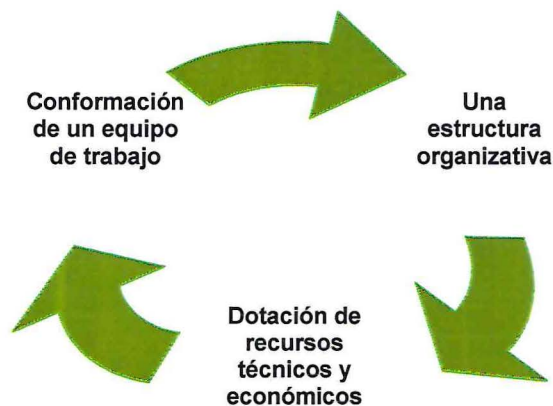 Conformación
de un equipo
de trabajo
Una
estructura
organizativa
Dotación de
recursos
técnicos y
económicos